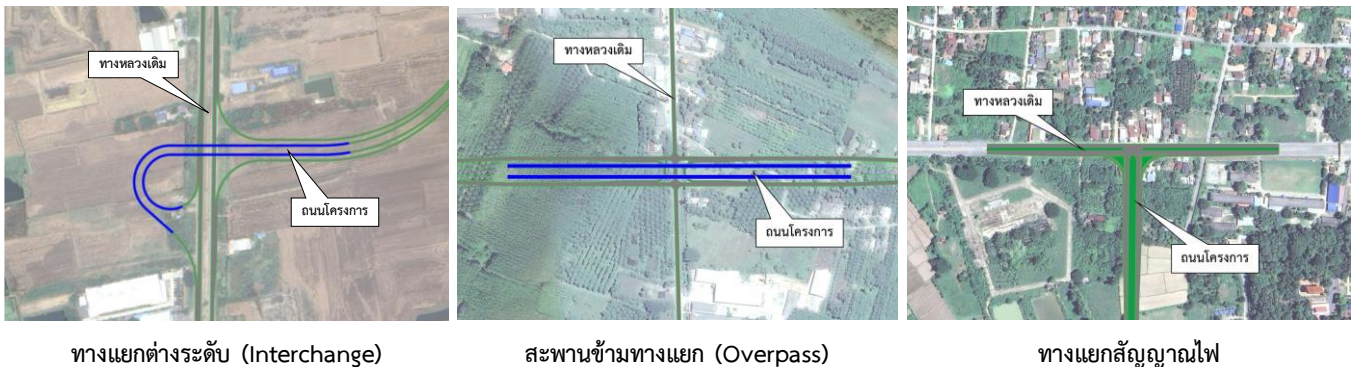 ทางหลวงเดิม
ถนนโครงการ
ทางแยกต่างระดับ (Interchange)
ทางหลวงเดิม
ถนนโครงการ
สะพานข้ามทางแยก (Overpass)
ทางหลวงเดิม
ถนนโครงการ
ทางแยกสัญญาณไฟ